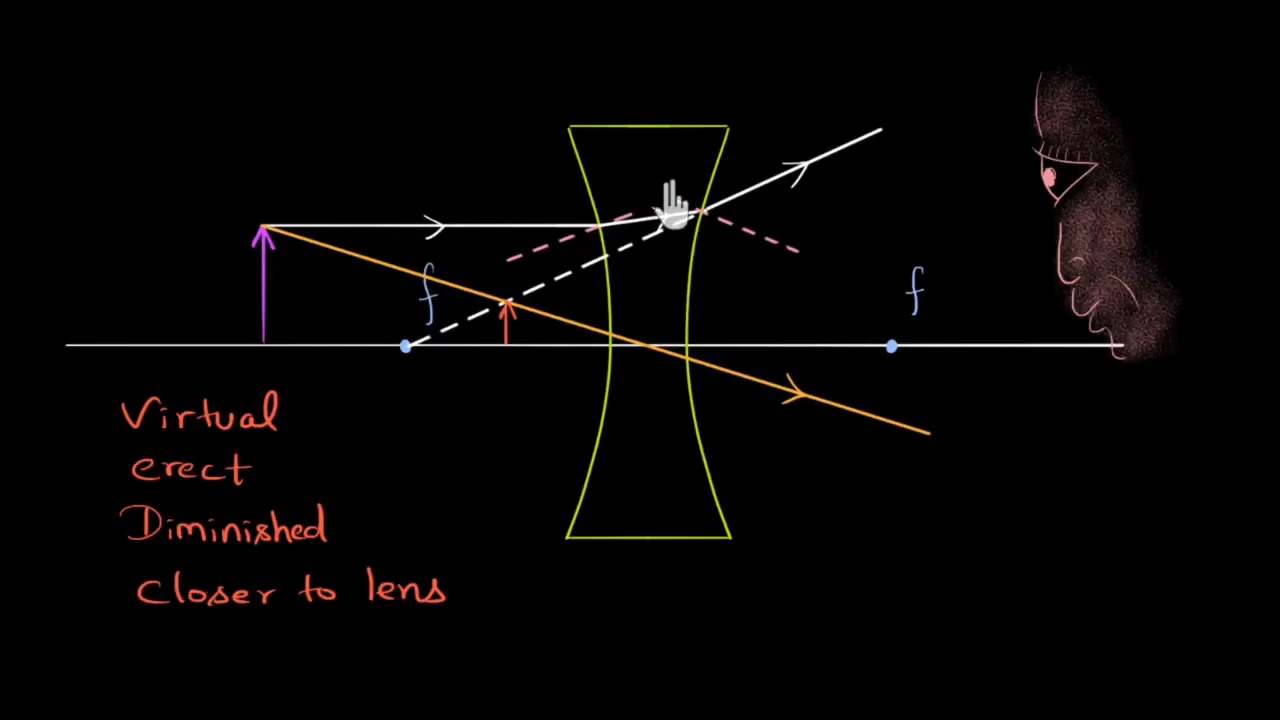 f
f
Virtual
erect
Diminished
Closer to lens